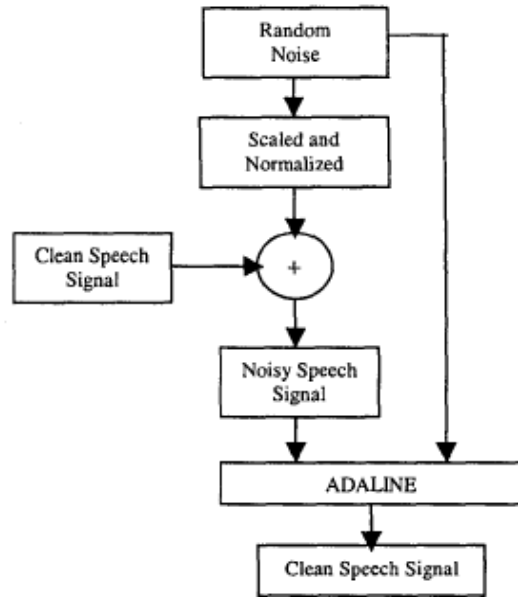 Random
Noise
Scaled and
Normalized
Clean Speech
Signal
+
Noisy Speech
Signal
ADALINE
Clean Speech Signal